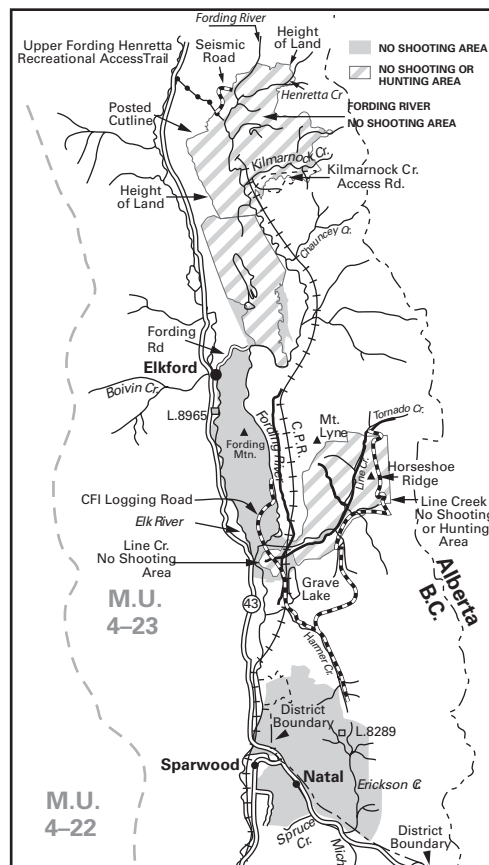 Fording River
Upper Fording Henretta
Recreational AccessTrail
Seismic
Road
Height
of Land
NO SHOOTING AREA
NO SHOOTING OR
HUNTING AREA
Henretta Cr
Posted
Cutline
FORDING RIVER
NO SHOOTING AREA
Kilmarnock Cr.
Kilmarnock Cr.
Access Rd.
Height
of Land
Chauncey Cr.
Fording
Rd
Elkford
Boivin Cr.
L.8965
Fording
Mtn.
Fording River
C.P.R.
Mt.
Lyne
Tornado Cr.
Line Cr.
Horseshoe
Ridge
CFI Logging Road
Elk River
Line Creek
No Shooting
or Hunting
Area
Line Cr.
No Shooting
Area
Grave
Lake
Alberta
B.C.
M.U.
4–23
43
Harmer Cr.
District
Boundary
L.8289
Sparwood
Natal
Erickson C
M.U.
4–22
Spruce
Cr.
Mich
District
Boundary